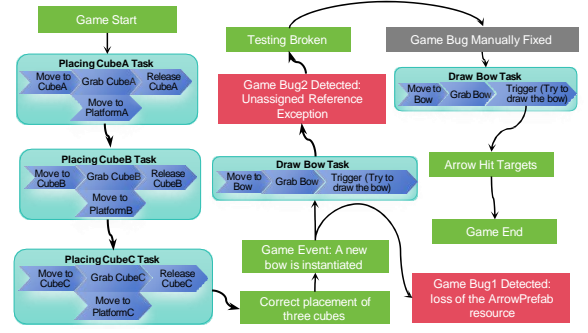 Game Start
Placing CubeA Task
Move to
CubeA
Grab CubeA
Release
CubeA
Move to
PlatformA
Placing CubeB Task
Move to
CubeB
Grab CubeB
Release
CubeB
Move to
PlatformB
Placing CubeC Task
Move to
CubeC
Grab CubeC
Release
CubeC
Move to
PlatformC
Correct placement of
three cubes
Game Event: A new
bow is instantiated
Game Bug1 Detected:
loss of the ArrowPrefab
resource
Draw Bow Task
Move to
Bow
Grab Bow
Trigger (Try to
draw the bow)
Game Bug2 Detected:
Unassigned Reference
Exception
Testing Broken
Game Bug Manually Fixed
Draw Bow Task
Move to
Bow
Grab Bow
Trigger (Try to
draw the bow)
Arrow Hit Targets
Game End